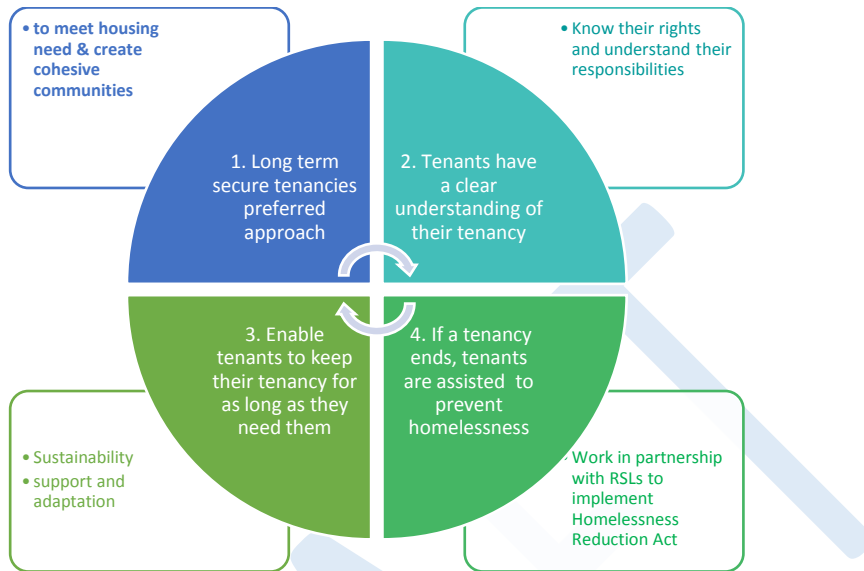 • to meet housing
need & create
cohesive
communities
• Know their rights
and understand their
responsibilities
1. Long term
secure tenancies
preferred
approach
2. Tenants have
a clear
understanding of
their tenancy
3. Enable
tenants to keep
their tenancy for
as long as they
need them
4. If a tenancy
ends, tenants
are assisted to
prevent
homelessness
• Sustainability
• support and
adaptation
• Work in partnership
with RSLs to
implement
Homelessness
Reduction Act